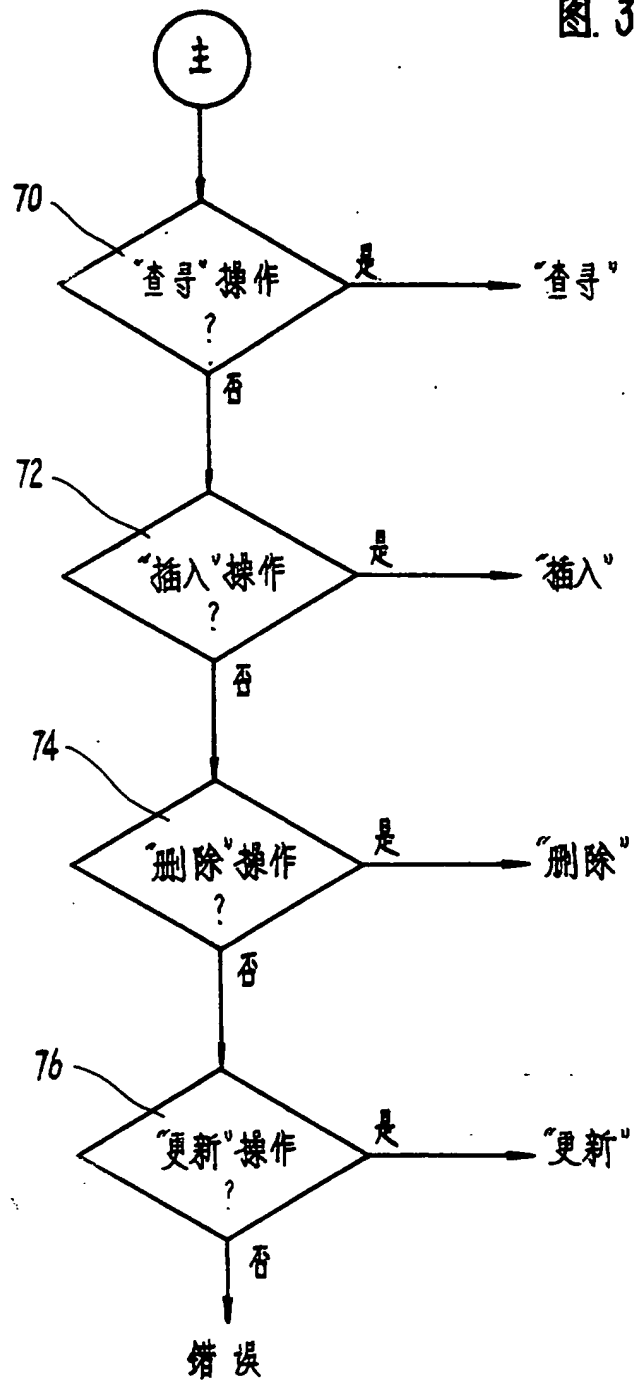 图. 3
主
70
“查寻”操作
?
是
“查寻”
否
72
“插入”操作
?
是
“插入”
否
74
“删除”操作
?
是
“删除”
否
76
“更新”操作
?
是
“更新”
否
错误